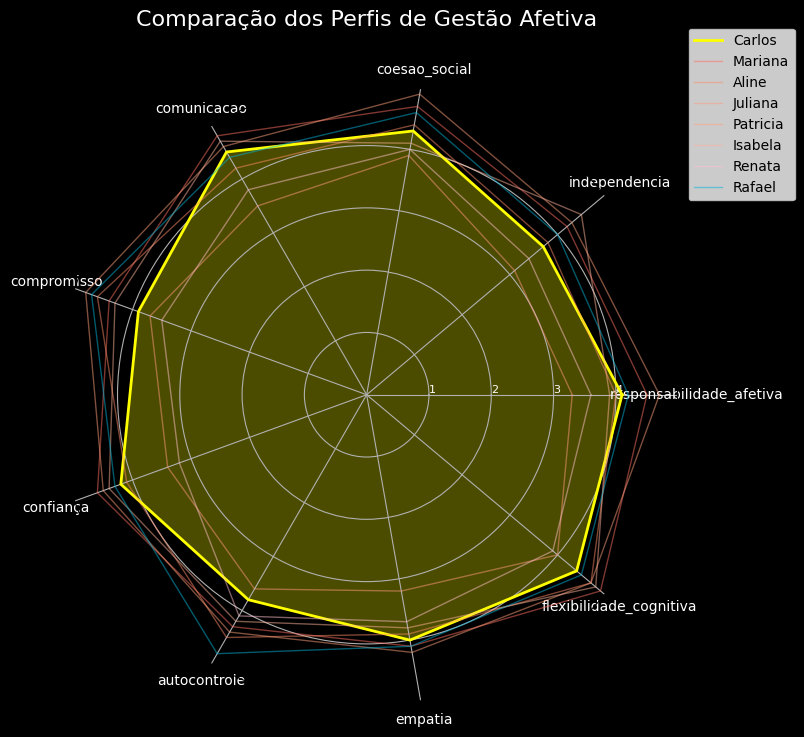 Comparação dos Perfis de Gestão Afetiva
Carlos
Mariana
Aline
Juliana
Patricia
Isabela
Renata
Rafael
coesao_social
comunicacao
independencia
compromisso
1
2
3
4
responsabilidade_afetiva
confiança
flexibilidade_cognitiva
autocontrole
empatia